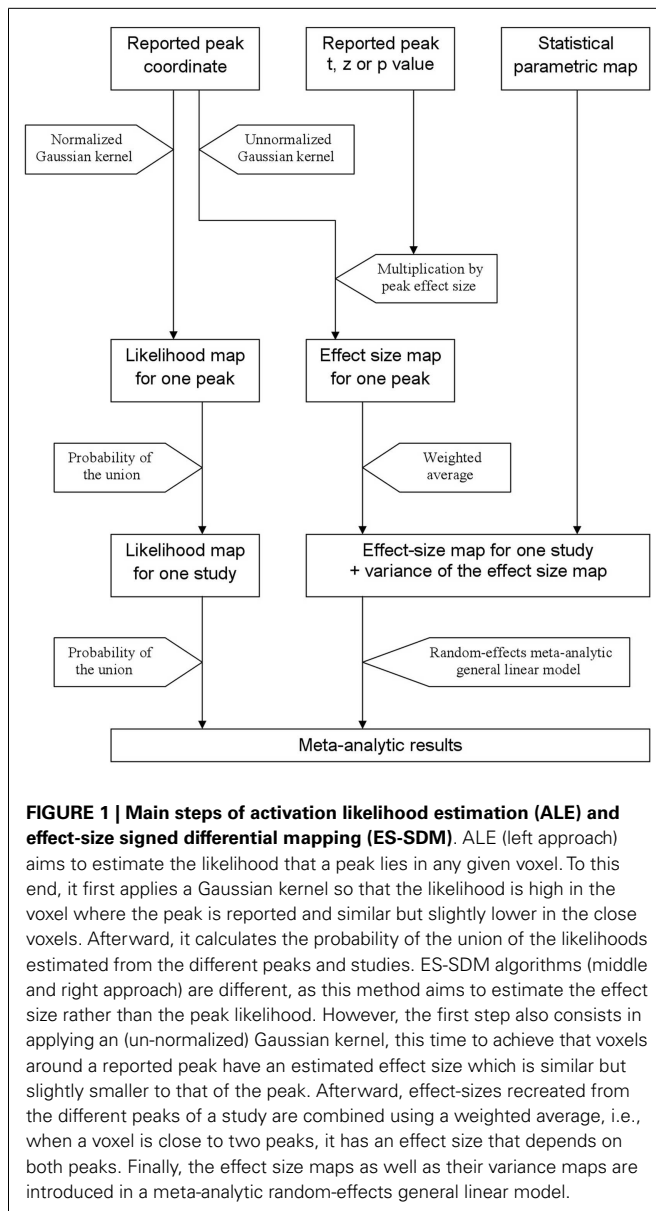 Reported peak
coordinate
Reported peak
t, z or p value
Statistical
parametric map
Normalized
Gaussian kernel
Unnormalized
Gaussian kernel
Multiplication by
peak effect size
Likelihood map
for one peak
Effect size map
for one peak
Probability of
the union
Weighted
average
Likelihood map
for one study
Effect-size map for one study
+ variance of the effect size map
Probability of
the union
Random-effects meta-analytic
general linear model
Meta-analytic results
FIGURE 1 | Main steps of activation likelihood estimation (ALE) and
effect-size signed differential mapping (ES-SDM). ALE (left approach)
aims to estimate the likelihood that a peak lies in any given voxel. To this
end, it first applies a Gaussian kernel so that the likelihood is high in the
voxel where the peak is reported and similar but slightly lower in the close
voxels. Afterward, it calculates the probability of the union of the likelihoods
estimated from the different peaks and studies. ES-SDM algorithms (middle
and right approach) are different, as this method aims to estimate the effect
size rather than the peak likelihood. However, the first step also consists in
applying an (un-normalized) Gaussian kernel, this time to achieve that voxels
around a reported peak have an estimated effect size which is similar but
slightly smaller to that of the peak. Afterward, effect-sizes recreated from
the different peaks of a study are combined using a weighted average, i.e.,
when a voxel is close to two peaks, it has an effect size that depends on
both peaks. Finally, the effect size maps as well as their variance maps are
introduced in a meta-analytic random-effects general linear model.